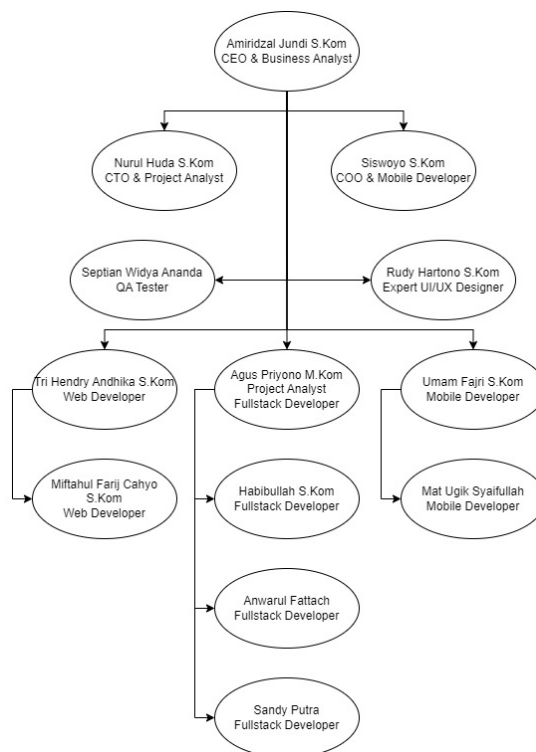 Amiridzal Jundi S.Kom
CEO & Business Analyst
Nurul Huda S.Kom
CTO & Project Analyst
Siswoyo S.Kom
COO & Mobile Developer
Septian Widya Ananda
QA Tester
Rudy Hartono S.Kom
Expert UI/UX Designer
Tri Hendry Andhika S.Kom
Web Developer
Agus Priyono M.Kom
Project Analyst
Fullstack Developer
Umam Fajri S.Kom
Mobile Developer
Miftahul Farij Cahyo
S.Kom
Web Developer
Habibullah S.Kom
Fullstack Developer
Mat Ugik Syaifullah
Mobile Developer
Anwarul Fattach
Fullstack Developer
Sandy Putra
Fullstack Developer